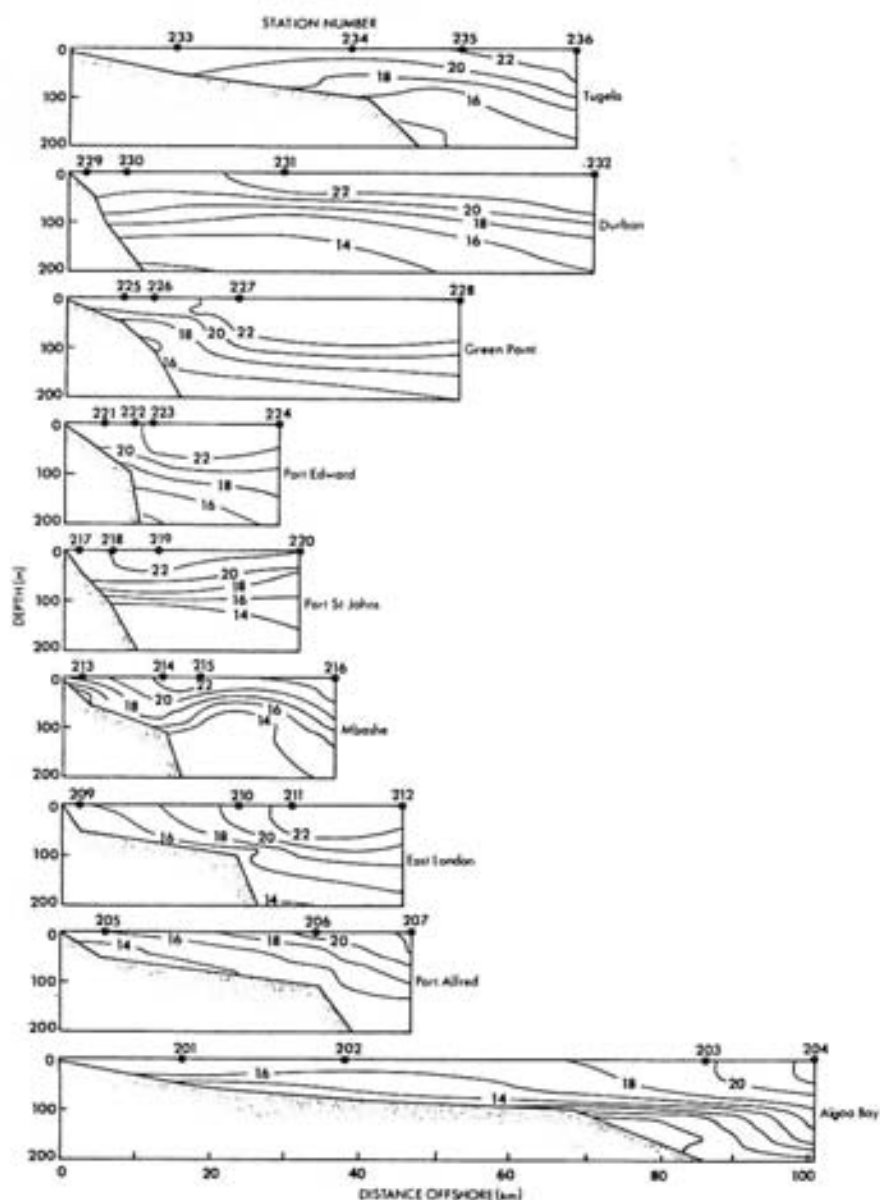 STATION NUMBER
233 234 235 236
0 22
20
18
100 16 Tugela
200
229 230 231 232
0
22
20
100 18 Durban
16
14
200
225 226 227 228
0
18 20 22
100 Green Point
16
200
221 222 223 224
0
20 22
100 Port Edward
18
16
200
217 218 219 220
0
22 20
18
100 16 Port St Johns
14
200
DEPTH (m)
213 214 215 216
0 22
20
18 16
14
100 Mbashe
200
209 210 211 212
0
16 18 20 22
100 East London
200 14
205 206 207
0 16 18 20
14
100 Port Alfred
200
201 202 203 204
0
16 18 20
14
100 Algoa Bay
200
0 20 40 60 80 100
DISTANCE OFFSHORE (km)